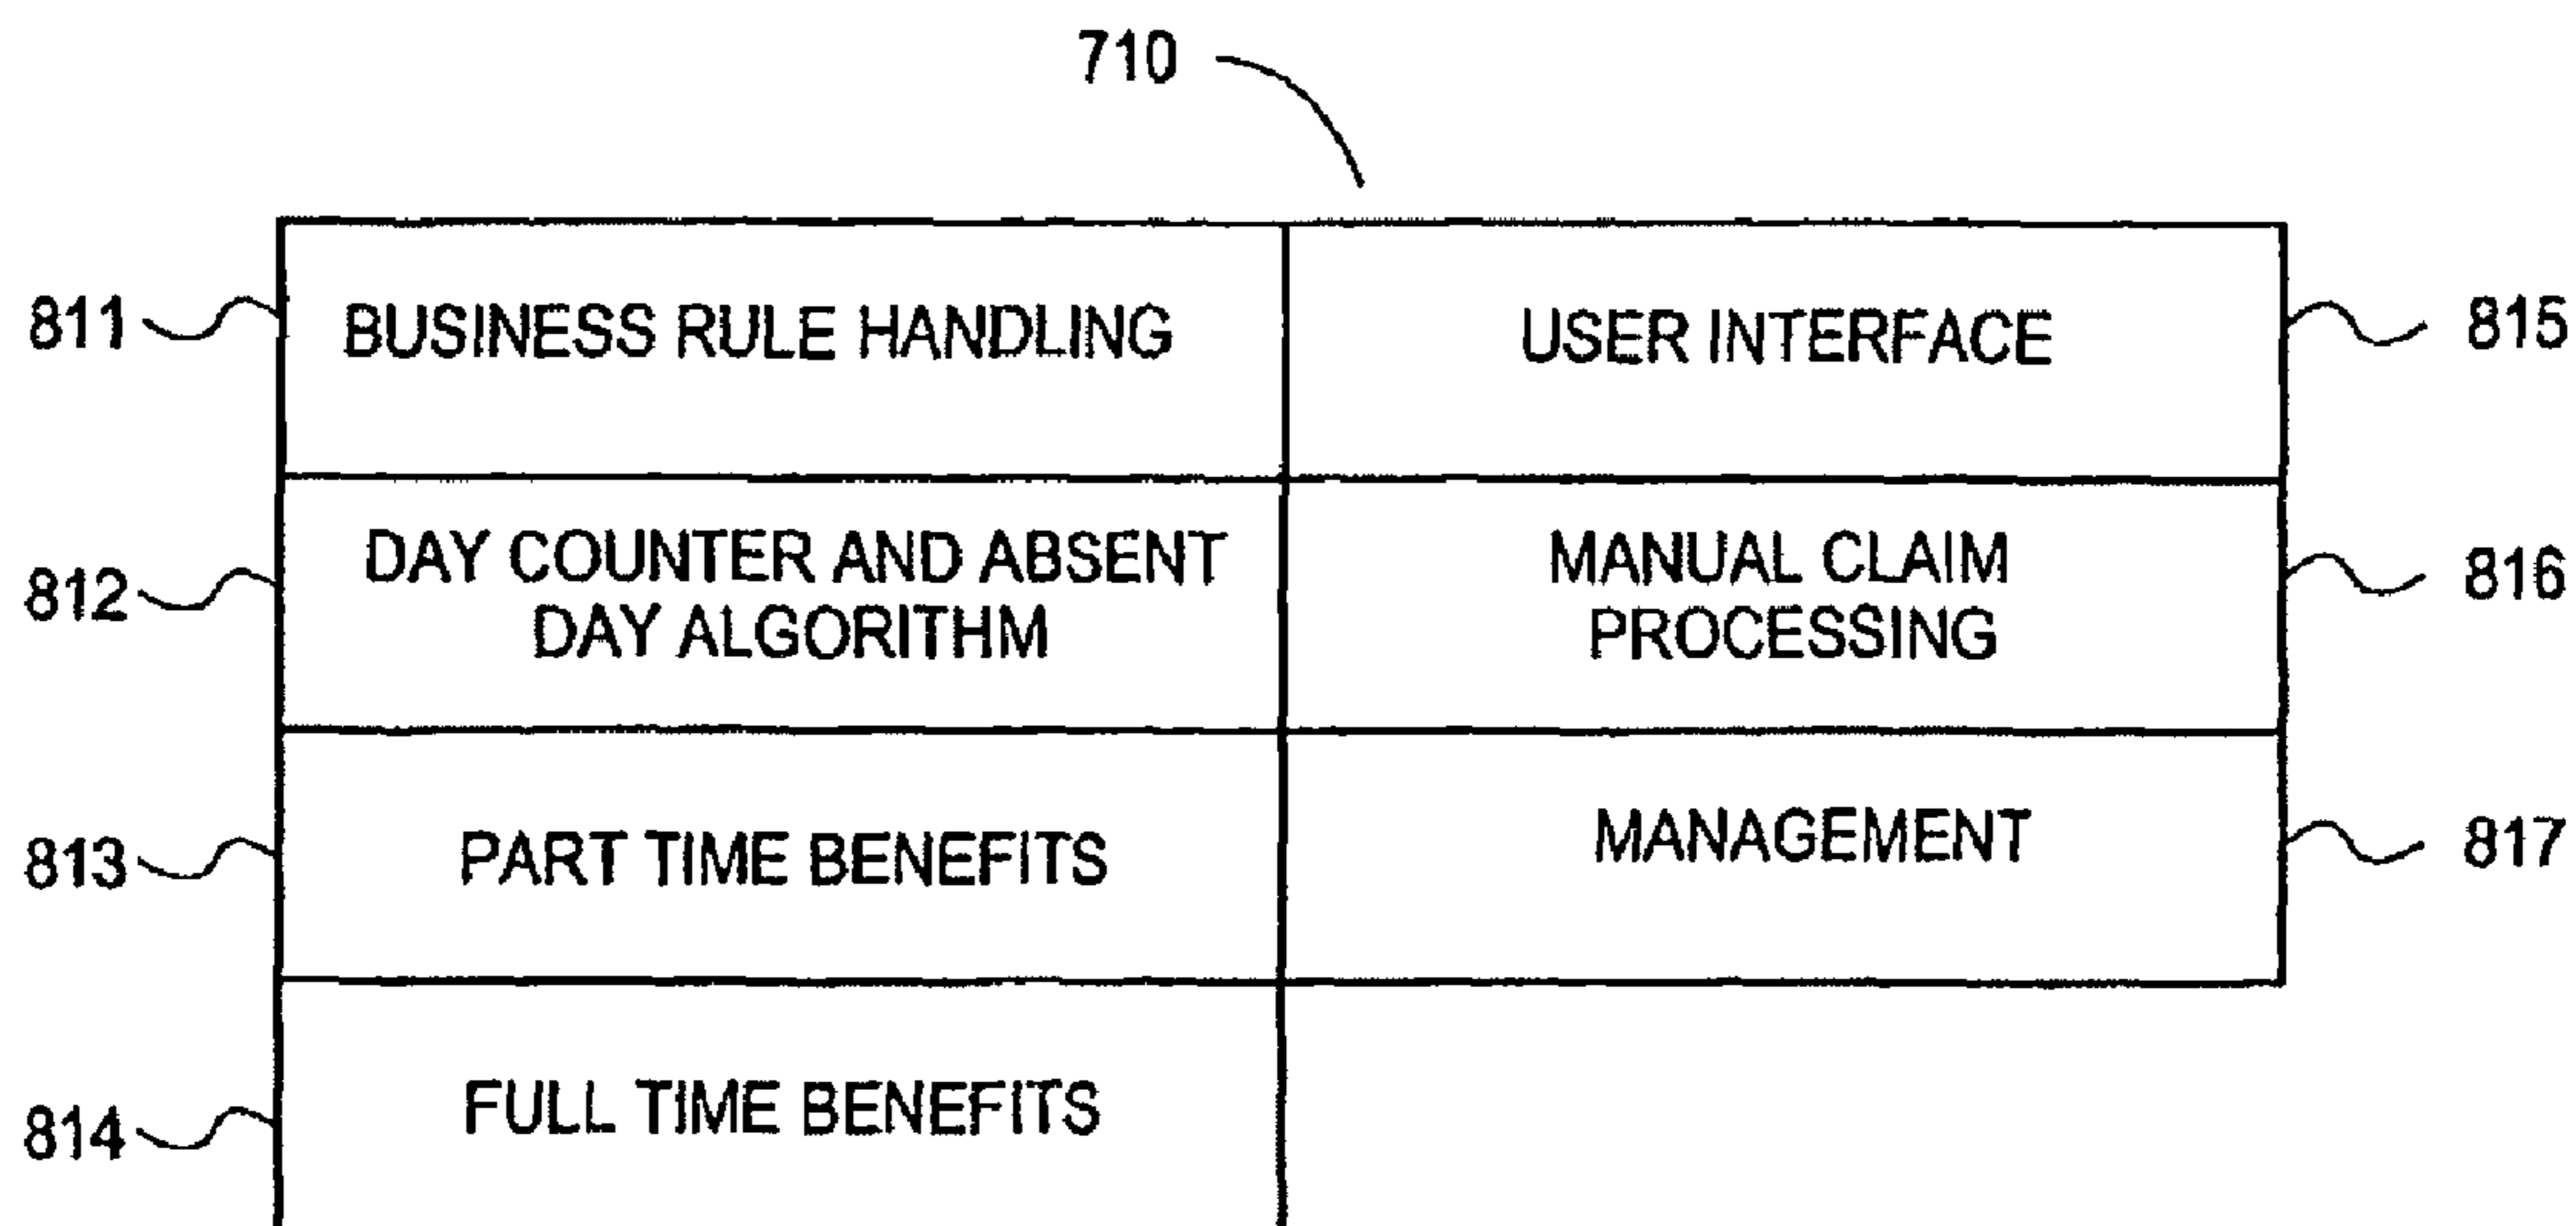 710
811
BUSINESS RULE HANDLING
USER INTERFACE
815
812
DAY COUNTER AND ABSENT
DAY ALGORITHM
MANUAL CLAIM
PROCESSING
816
813
PART TIME BENEFITS
MANAGEMENT
817
814
FULL TIME BENEFITS